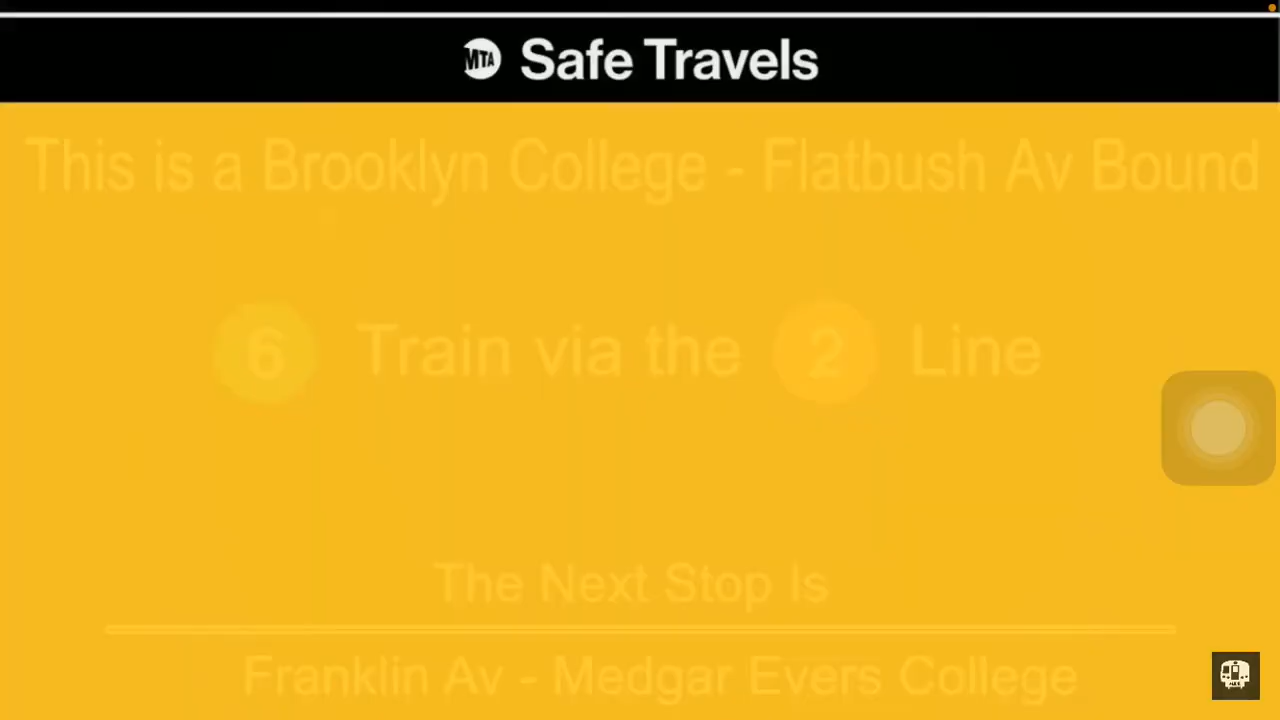 MTA Safe Travels
This is a Brooklyn College - Flatbush Av Bound
6 Train via the 2 Line
The Next Stop Is
Franklin Av - Medgar Evers College